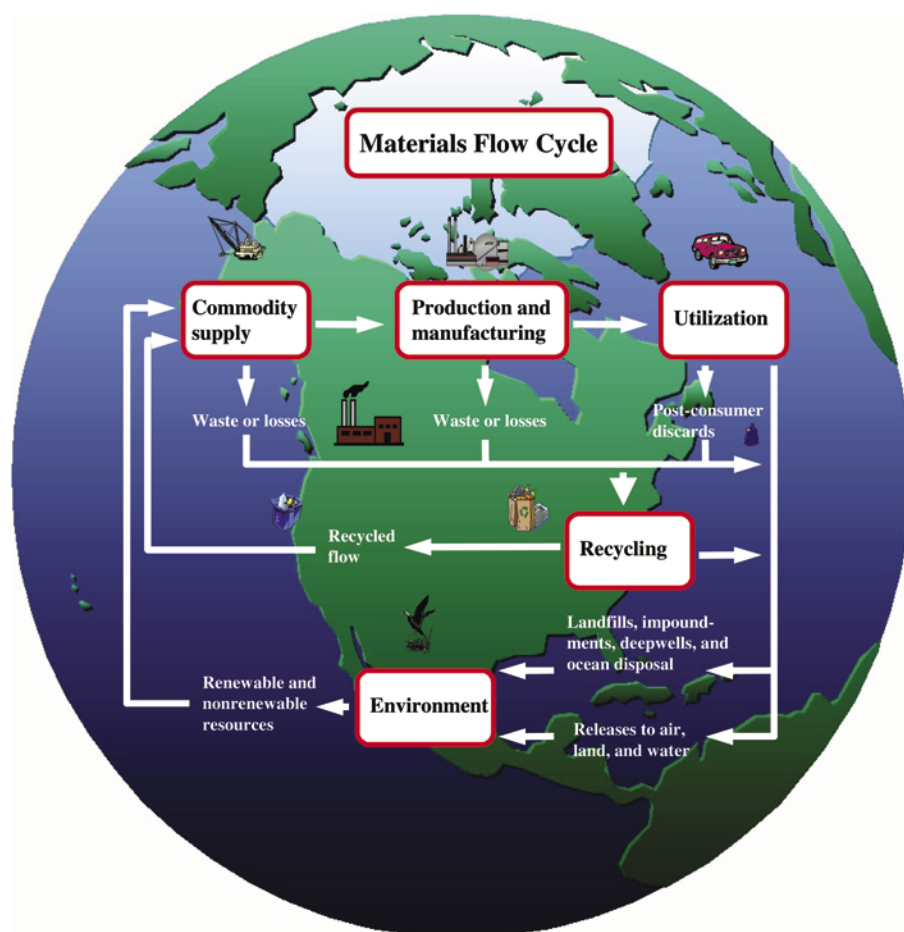 Materials Flow Cycle
Commodity
supply
Production and
manufacturing
Utilization
Waste or losses
Waste or losses
Post-consumer
discards
Recycled
flow
Recycling
Landfills, impound-
ments, deepwells, and
ocean disposal
Renewable and
nonrenewable
resources
Environment
Releases to air,
land, and water